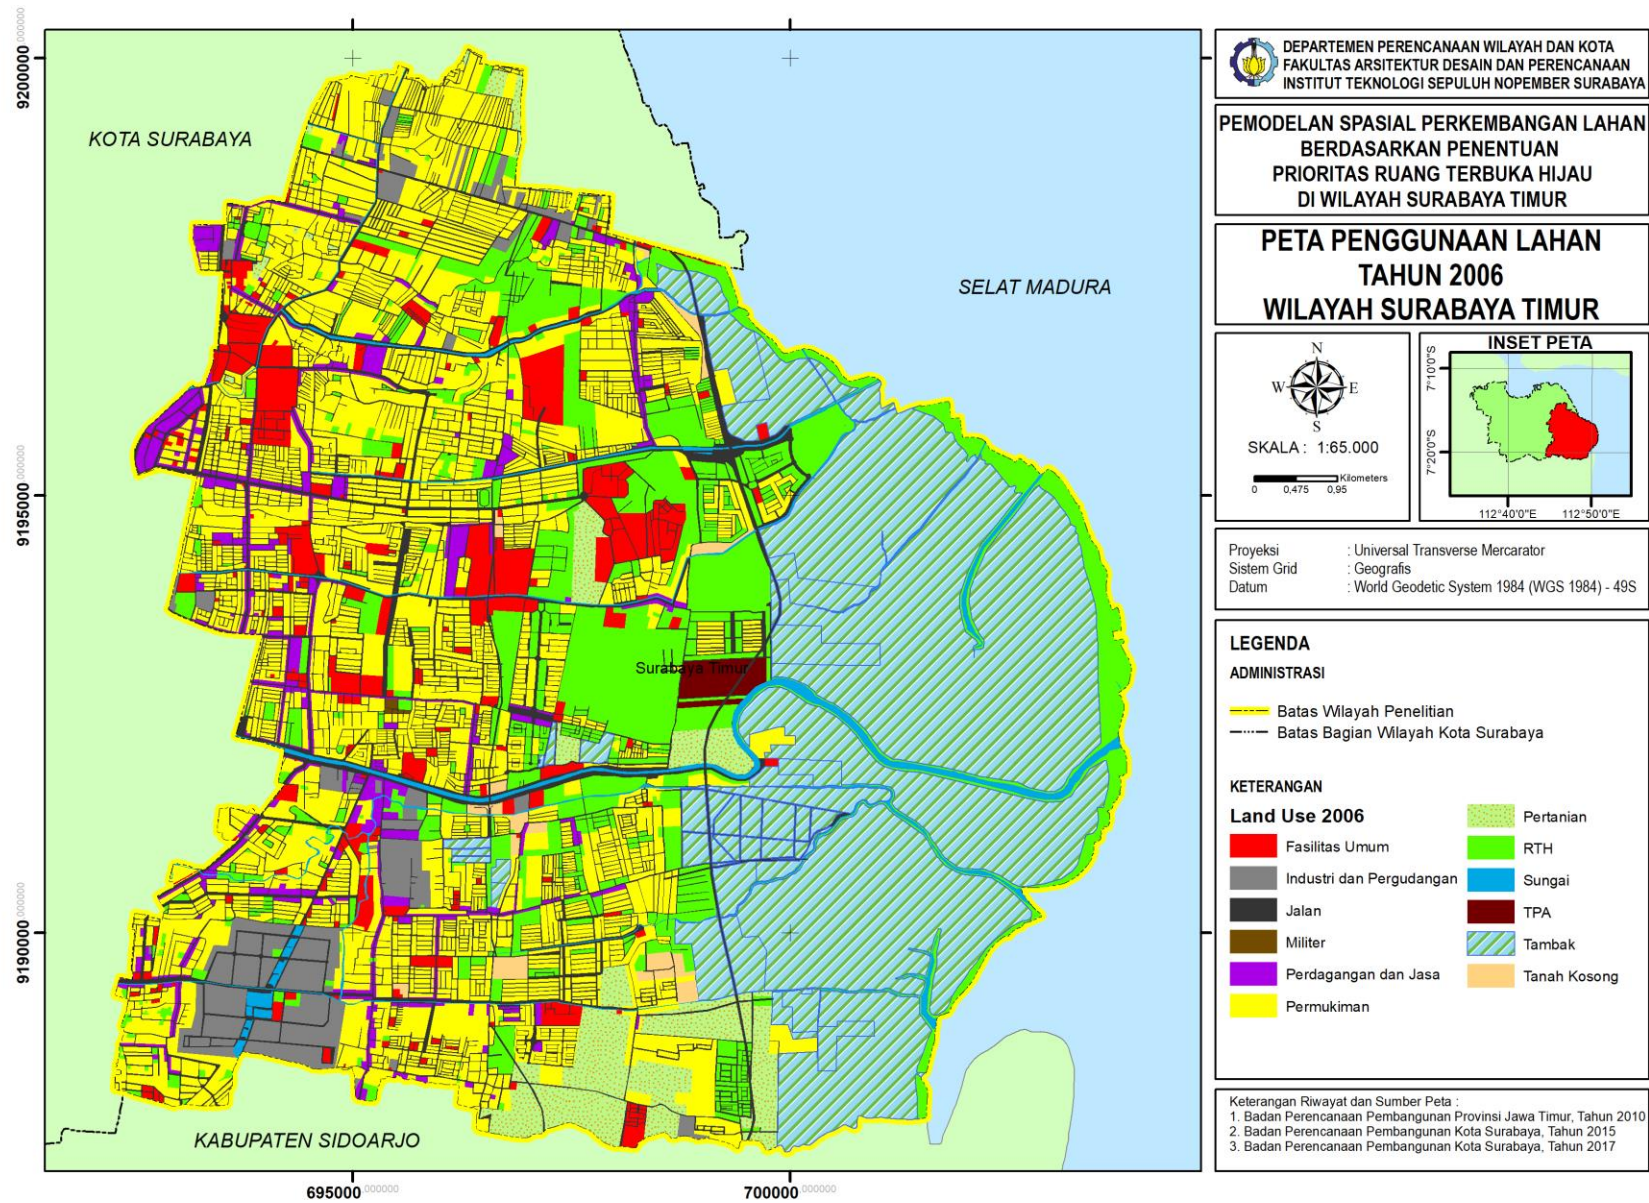 DEPARTEMEN PERENCANAAN WILAYAH DAN KOTA
FAKULTAS ARSITEKTUR DESAIN DAN PERENCANAAN
INSTITUT TEKNOLOGI SEPULUH NOPEMBER SURABAYA
PEMODELAN SPASIAL PERKEMBANGAN LAHAN
BERDASARKAN PENENTUAN
PRIORITAS RUANG TERBUKA HIJAU
DI WILAYAH SURABAYA TIMUR
PETA PENGGUNAAN LAHAN
TAHUN 2006
WILAYAH SURABAYA TIMUR
N
W E
S
SKALA : 1:65.000
Kilometers
0 0,475 0,95
INSET PETA
7°10'0"S
7°20'0"S
112°40'0"E 112°50'0"E
Proyeksi : Universal Transverse Mercarator
Sistem Grid : Geografis
Datum : World Geodetic System 1984 (WGS 1984) - 49S
LEGENDA
ADMINISTRASI
Batas Wilayah Penelitian
Batas Bagian Wilayah Kota Surabaya
KETERANGAN
Land Use 2006
Fasilitas Umum
Industri dan Pergudangan
Jalan
Militer
Perdagangan dan Jasa
Permukiman
Pertanian
RTH
Sungai
TPA
Tambak
Tanah Kosong
Keterangan Riwayat dan Sumber Peta :
1. Badan Perencanaan Pembangunan Provinsi Jawa Timur, Tahun 2010
2. Badan Perencanaan Pembangunan Kota Surabaya, Tahun 2015
3. Badan Perencanaan Pembangunan Kota Surabaya, Tahun 2017
KOTA SURABAYA
SELAT MADURA
Surabaya Timur
KABUPATEN SIDOARJO
9200000,000000
9195000,000000
9190000,000000
695000,000000
700000,000000